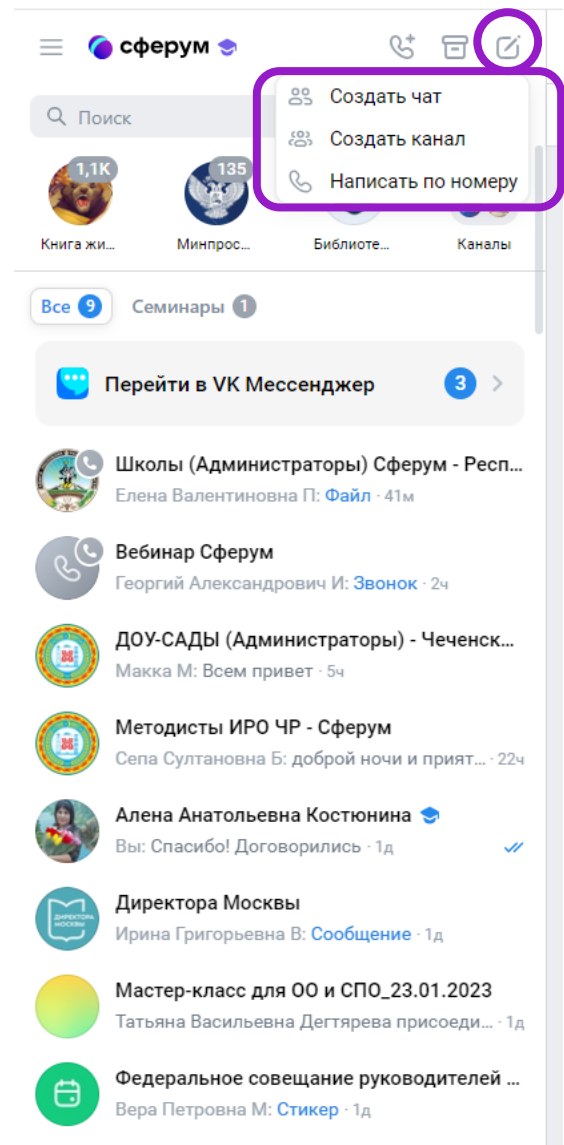 сферум
Создать чат
Поиск
Создать канал
1,1K
135
Написать по номеру
Книга жи...
Минпрос...
Библиоте...
Каналы
Все 9
Семинары 1
Перейти в VK Мессенджер 3
Школы (Администраторы) Сферум - Респ...
Елена Валентиновна П: Файл · 41м
Вебинар Сферум
Георгий Александрович И: Звонок · 2ч
ДОУ-САДЫ (Администраторы) - Чеченск...
Макка М: Всем привет · 5ч
Методисты ИРО ЧР - Сферум
Сепа Султановна Б: доброй ночи и прият... · 22ч
Алена Анатольевна Костюнина
Вы: Спасибо! Договорились · 1д
ДИРЕКТОРА
МОСКВЫ
Директора Москвы
Ирина Григорьевна В: Сообщение · 1д
Мастер-класс для ОО и СПО_23.01.2023
Татьяна Васильевна Дегтярева присоеди... · 1д
Федеральное совещание руководителей ...
Вера Петровна М: Стикер · 1д